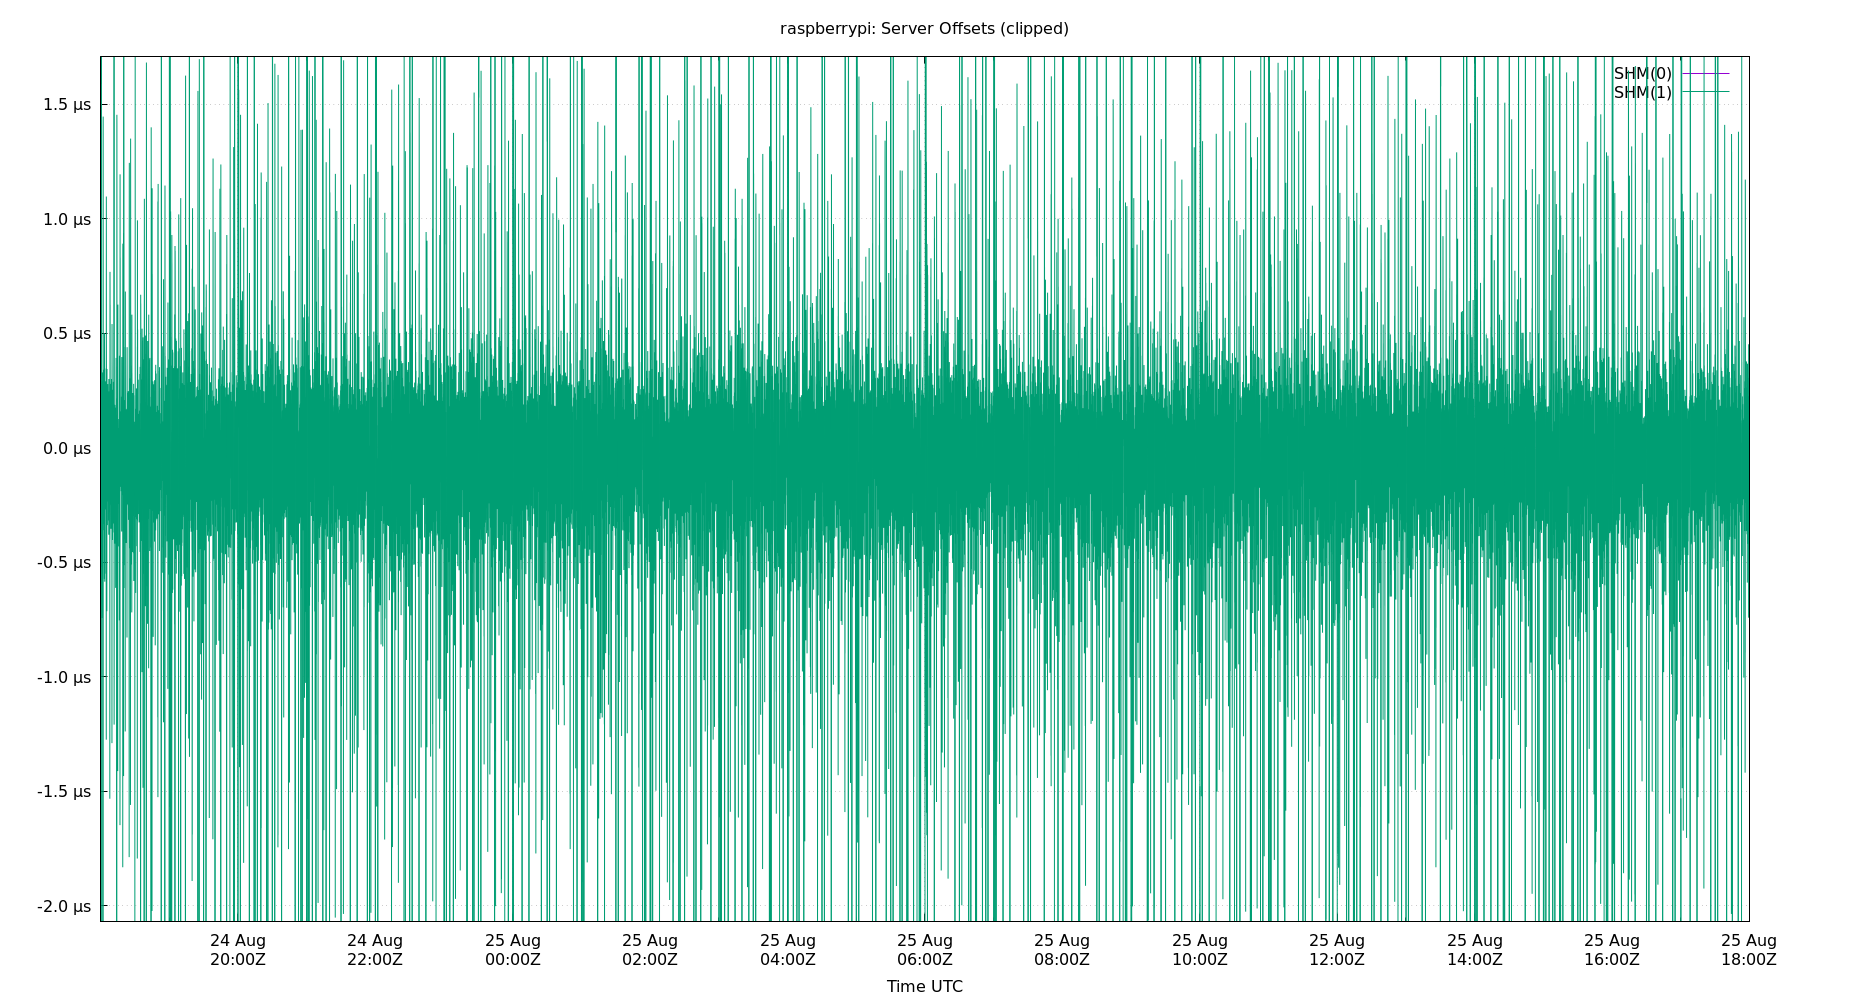 raspberrypi: Server Offsets (clipped)
SHM(0)
SHM(1)
1.5 µs
1.0 µs
0.5 µs
0.0 µs
-0.5 µs
-1.0 µs
-1.5 µs
-2.0 µs
24 Aug 24 Aug 25 Aug 25 Aug 25 Aug 25 Aug 25 Aug 25 Aug 25 Aug 25 Aug 25 Aug 25 Aug
20:00Z 22:00Z 00:00Z 02:00Z 04:00Z 06:00Z 08:00Z 10:00Z 12:00Z 14:00Z 16:00Z 18:00Z
Time UTC